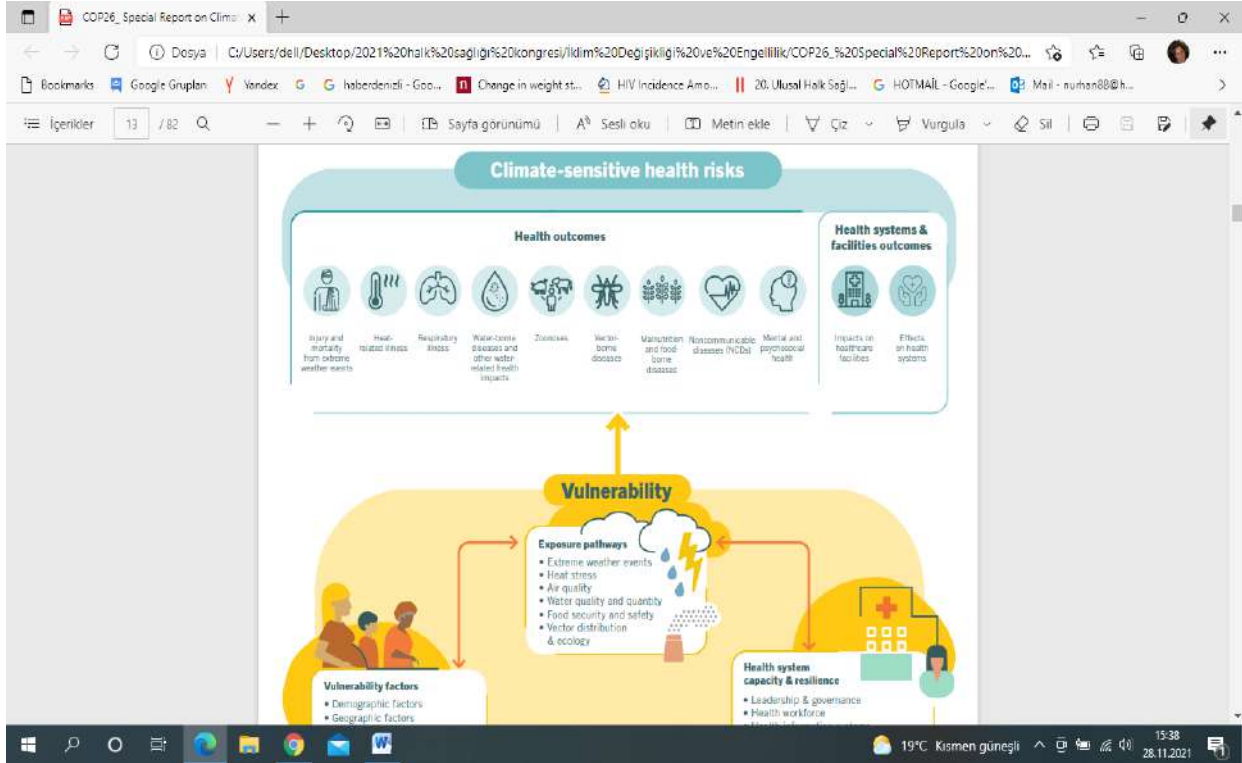 COP26_ Special Report on Clima
Dosya
C:/Users/dell/Desktop/2021%20halk%20sağlığı%20kongresi/İklim%20Değişikliği%20ve%20Engellilik/COP26_%20Special%20Report%20on%20...
Bookmarks
Google Grupları
Yandex
G
haberdenizli - Goo...
Change in weight st...
HIV Incidence Amo...
20. Ulusal Halk Sağl...
HOTMAİL - Google'...
Mail - nurhan88@h...
İçerikler
13 /82
Sayfa görünümü
Sesli oku
Metin ekle
Çiz
Vurgula
Sil
Climate-sensitive health risks
Health outcomes
Health systems &
facilities outcomes
Injury and
mortality
from extreme
weather events
Heat-
related illness
Respiratory
illness
Water-borne
diseases and
other water-
related health
impacts
Zoonoses
Vector-
borne
diseases
Malnutrition
and food-
borne
diseases
Noncommunicable
diseases (NCDs)
Mental and
psychosocial
health
Impacts on
healthcare
facilities
Effects
on health
systems
Vulnerability
Exposure pathways
• Extreme weather events
• Heat stress
• Air quality
• Water quality and quantity
• Food security and safety
• Vector distribution
& ecology
Vulnerability factors
• Demographic factors
• Geographic factors
Health system
capacity & resilience
• Leadership & governance
• Health workforce
19°C Kısmen güneşli
15:38
28.11.2021